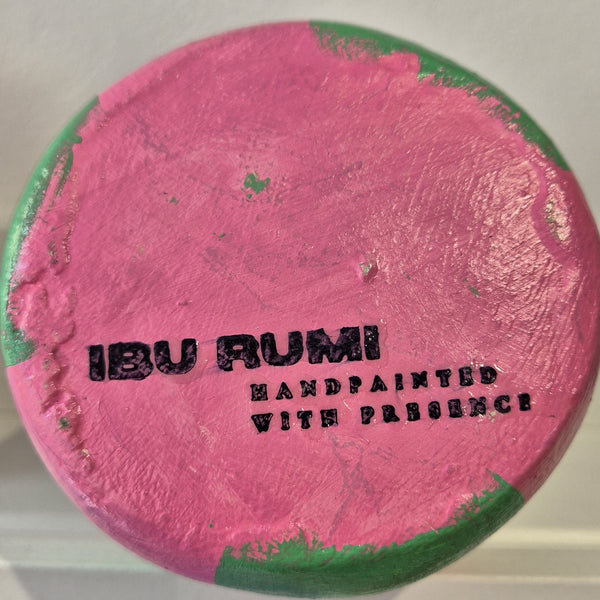 IBU RUMI
HANDPAINTED
WITH PRESENCE